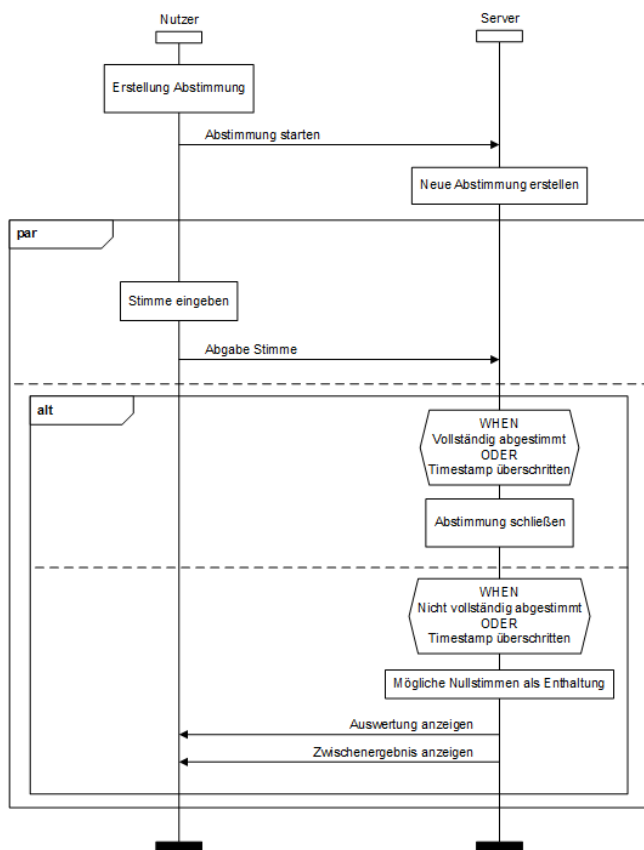 Nutzer
Server
Erstellung Abstimmung
Abstimmung starten
Neue Abstimmung erstellen
par
Stimme eingeben
Abgabe Stimme
alt
WHEN
Vollständig abgestimmt
ODER
Timestamp überschritten
Abstimmung schließen
WHEN
Nicht vollständig abgestimmt
ODER
Timestamp überschritten
Mögliche Nullstimmen als Enthaltung
Auswertung anzeigen
Zwischenergebnis anzeigen